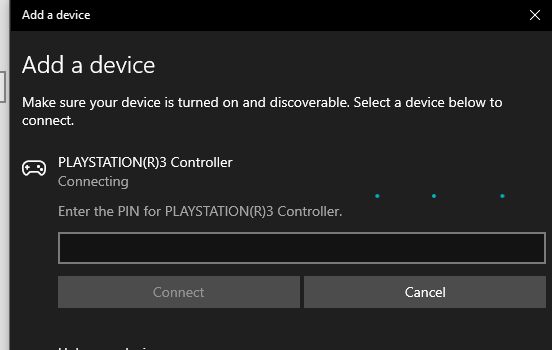 Add a device
Add a device
Make sure your device is turned on and discoverable. Select a device below to
connect.
PLAYSTATION(R)3 Controller
Connecting
Enter the PIN for PLAYSTATION(R)3 Controller.
Connect
Cancel